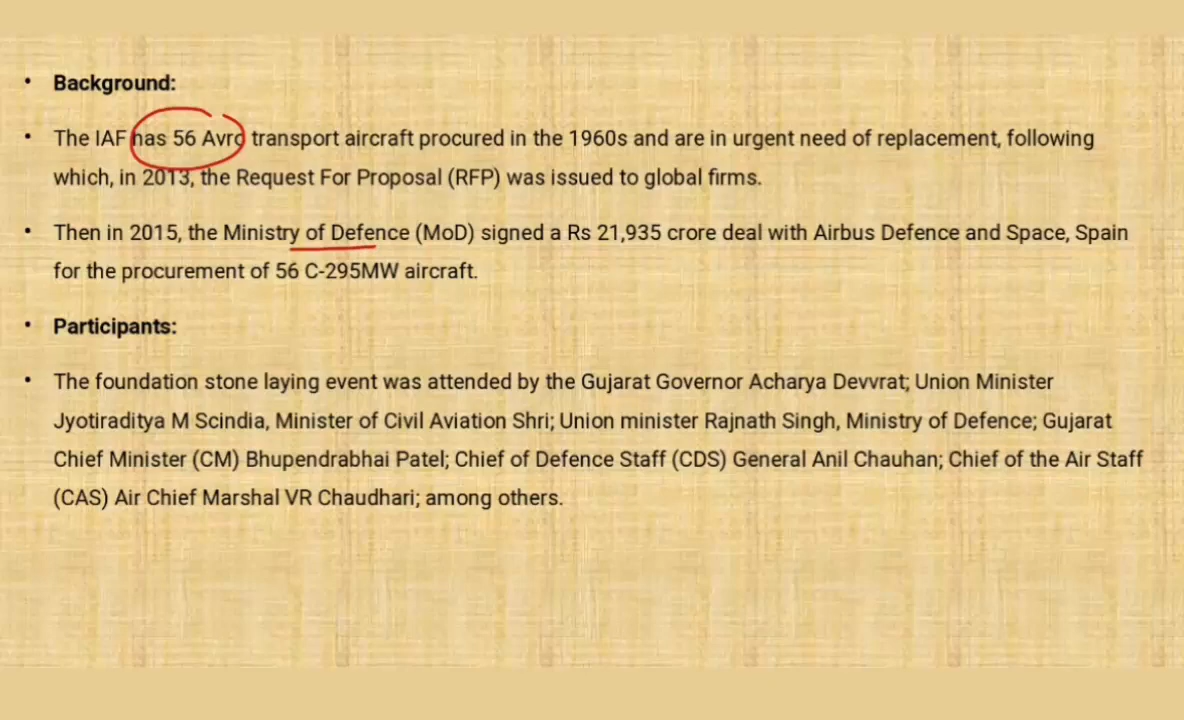 • Background:
• The IAF has 56 Avro transport aircraft procured in the 1960s and are in urgent need of replacement, following
which, in 2013, the Request For Proposal (RFP) was issued to global firms.
• Then in 2015, the Ministry of Defence (MoD) signed a Rs 21,935 crore deal with Airbus Defence and Space, Spain
for the procurement of 56 C-295MW aircraft.
• Participants:
• The foundation stone laying event was attended by the Gujarat Governor Acharya Devvrat; Union Minister
Jyotiraditya M Scindia, Minister of Civil Aviation Shri; Union minister Rajnath Singh, Ministry of Defence; Gujarat
Chief Minister (CM) Bhupendrabhai Patel; Chief of Defence Staff (CDS) General Anil Chauhan; Chief of the Air Staff
(CAS) Air Chief Marshal VR Chaudhari; among others.